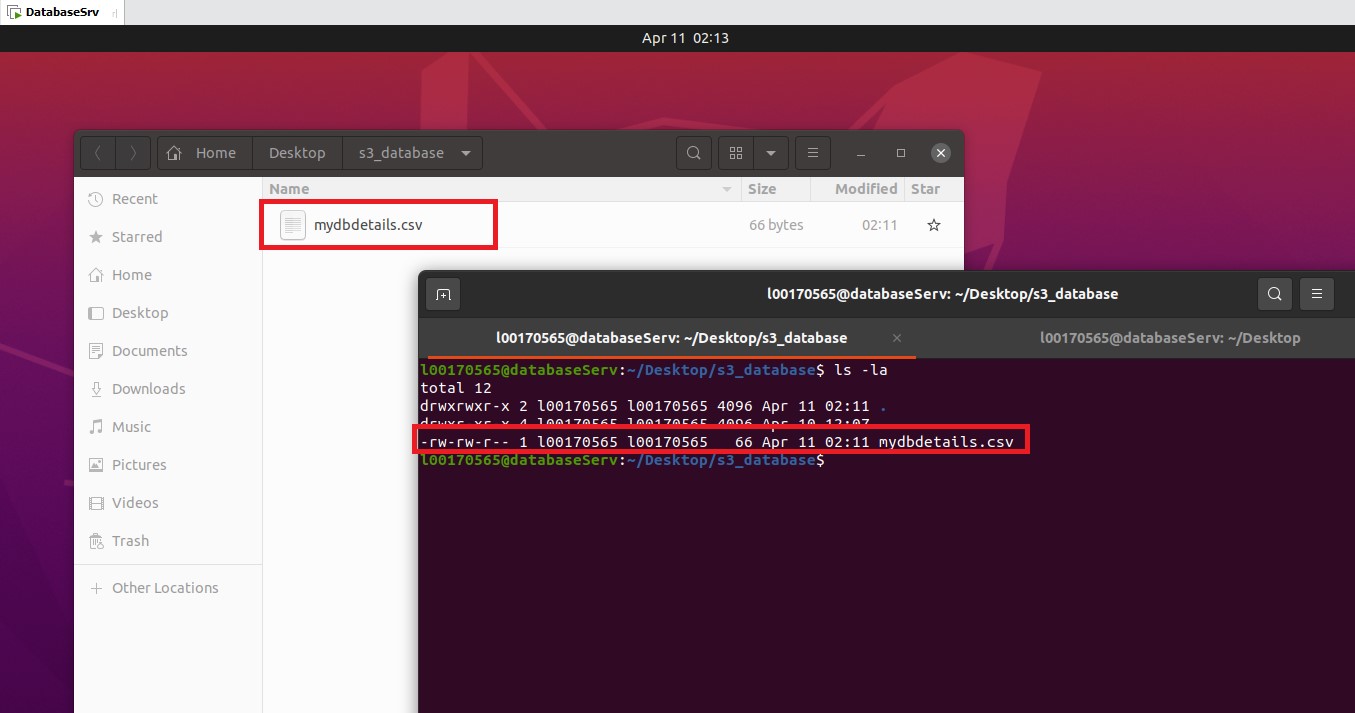 DatabaseSrv
Apr 11 02:13
Home Desktop s3_database
Recent
Starred
Home
Desktop
Documents
Downloads
Music
Pictures
Videos
Trash
Other Locations
Name Size Modified Star
mydbdetails.csv 66 bytes 02:11
l00170565@databaseServ: ~/Desktop/s3_database
l00170565@databaseServ: ~/Desktop/s3_database l00170565@databaseServ: ~/Desktop
l00170565@databaseServ:~/Desktop/s3_database$ ls -la
total 12
drwxrwxr-x 2 l00170565 l00170565 4096 Apr 11 02:11 .
drwxr-xr-x 4 l00170565 l00170565 4096 Apr 10 12:07
-rw-rw-r-- 1 l00170565 l00170565 66 Apr 11 02:11 mydbdetails.csv
l00170565@databaseServ:~/Desktop/s3_database$